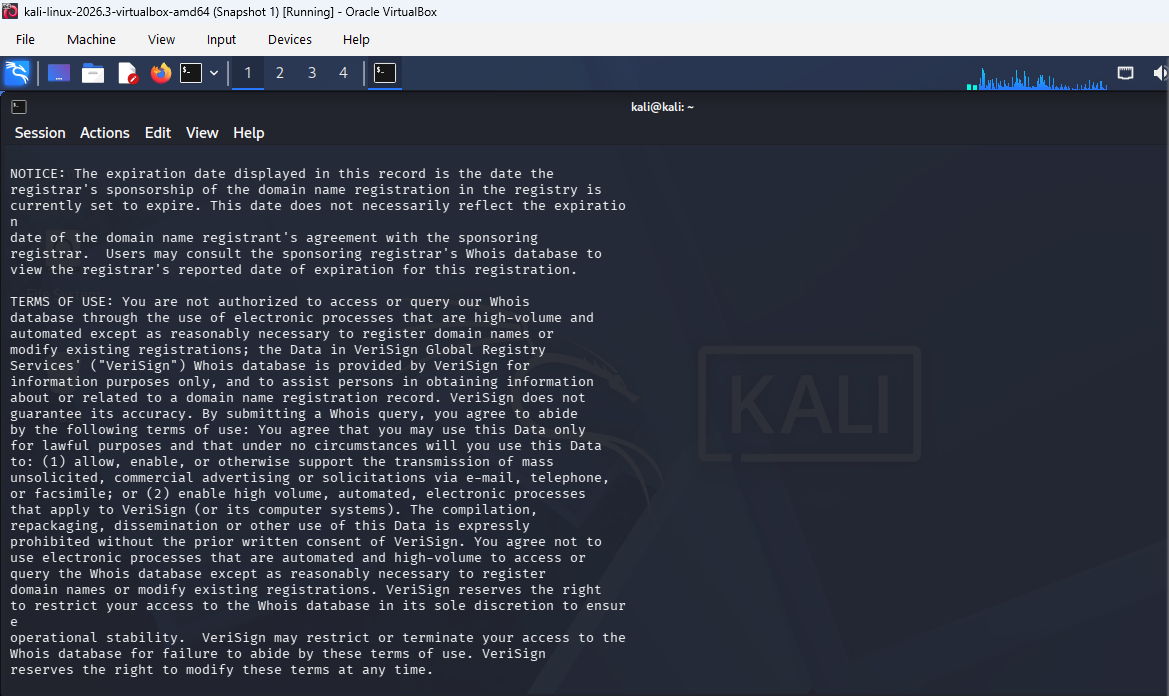 kali-linux-2026.3-virtualbox-amd64 (Snapshot 1) [Running] - Oracle VirtualBox
File Machine View Input Devices Help
1 2 3 4
kali@kali: ~
Session Actions Edit View Help
NOTICE: The expiration date displayed in this record is the date the
registrar's sponsorship of the domain name registration in the registry is
currently set to expire. This date does not necessarily reflect the expiratio
n
date of the domain name registrant's agreement with the sponsoring
registrar.  Users may consult the sponsoring registrar's Whois database to
view the registrar's reported date of expiration for this registration.
TERMS OF USE: You are not authorized to access or query our Whois
database through the use of electronic processes that are high-volume and
automated except as reasonably necessary to register domain names or
modify existing registrations; the Data in VeriSign Global Registry
Services' ("VeriSign") Whois database is provided by VeriSign for
information purposes only, and to assist persons in obtaining information
about or related to a domain name registration record. VeriSign does not
guarantee its accuracy. By submitting a Whois query, you agree to abide
by the following terms of use: You agree that you may use this Data only
for lawful purposes and that under no circumstances will you use this Data
to: (1) allow, enable, or otherwise support the transmission of mass
unsolicited, commercial advertising or solicitations via e-mail, telephone,
or facsimile; or (2) enable high volume, automated, electronic processes
that apply to VeriSign (or its computer systems). The compilation,
repackaging, dissemination or other use of this Data is expressly
prohibited without the prior written consent of VeriSign. You agree not to
use electronic processes that are automated and high-volume to access or
query the Whois database except as reasonably necessary to register
domain names or modify existing registrations. VeriSign reserves the right
to restrict your access to the Whois database in its sole discretion to ensur
e
operational stability.  VeriSign may restrict or terminate your access to the
Whois database for failure to abide by these terms of use. VeriSign
reserves the right to modify these terms at any time.
KALI